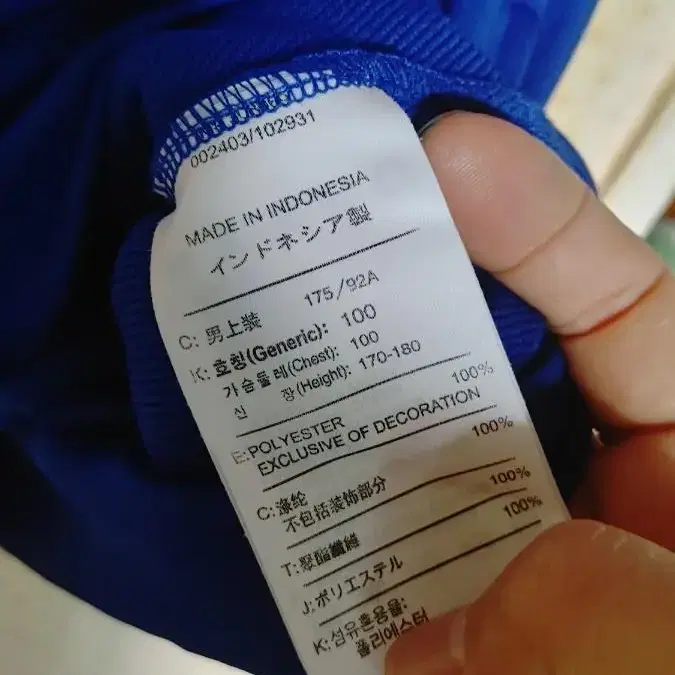 002403/102931
MADE IN INDONESIA
インドネシア製
C: 男上装 175/92A
K: 호칭(Generic): 100
가슴둘레(Chest): 100
신 장(Height): 170-180
E:POLYESTER 100%
EXCLUSIVE OF DECORATION
C:涤纶 100%
不包括装饰部分
T:聚酯纖維 100%
J:ポリエステル 100%
K:섬유혼용율:
폴리에스터